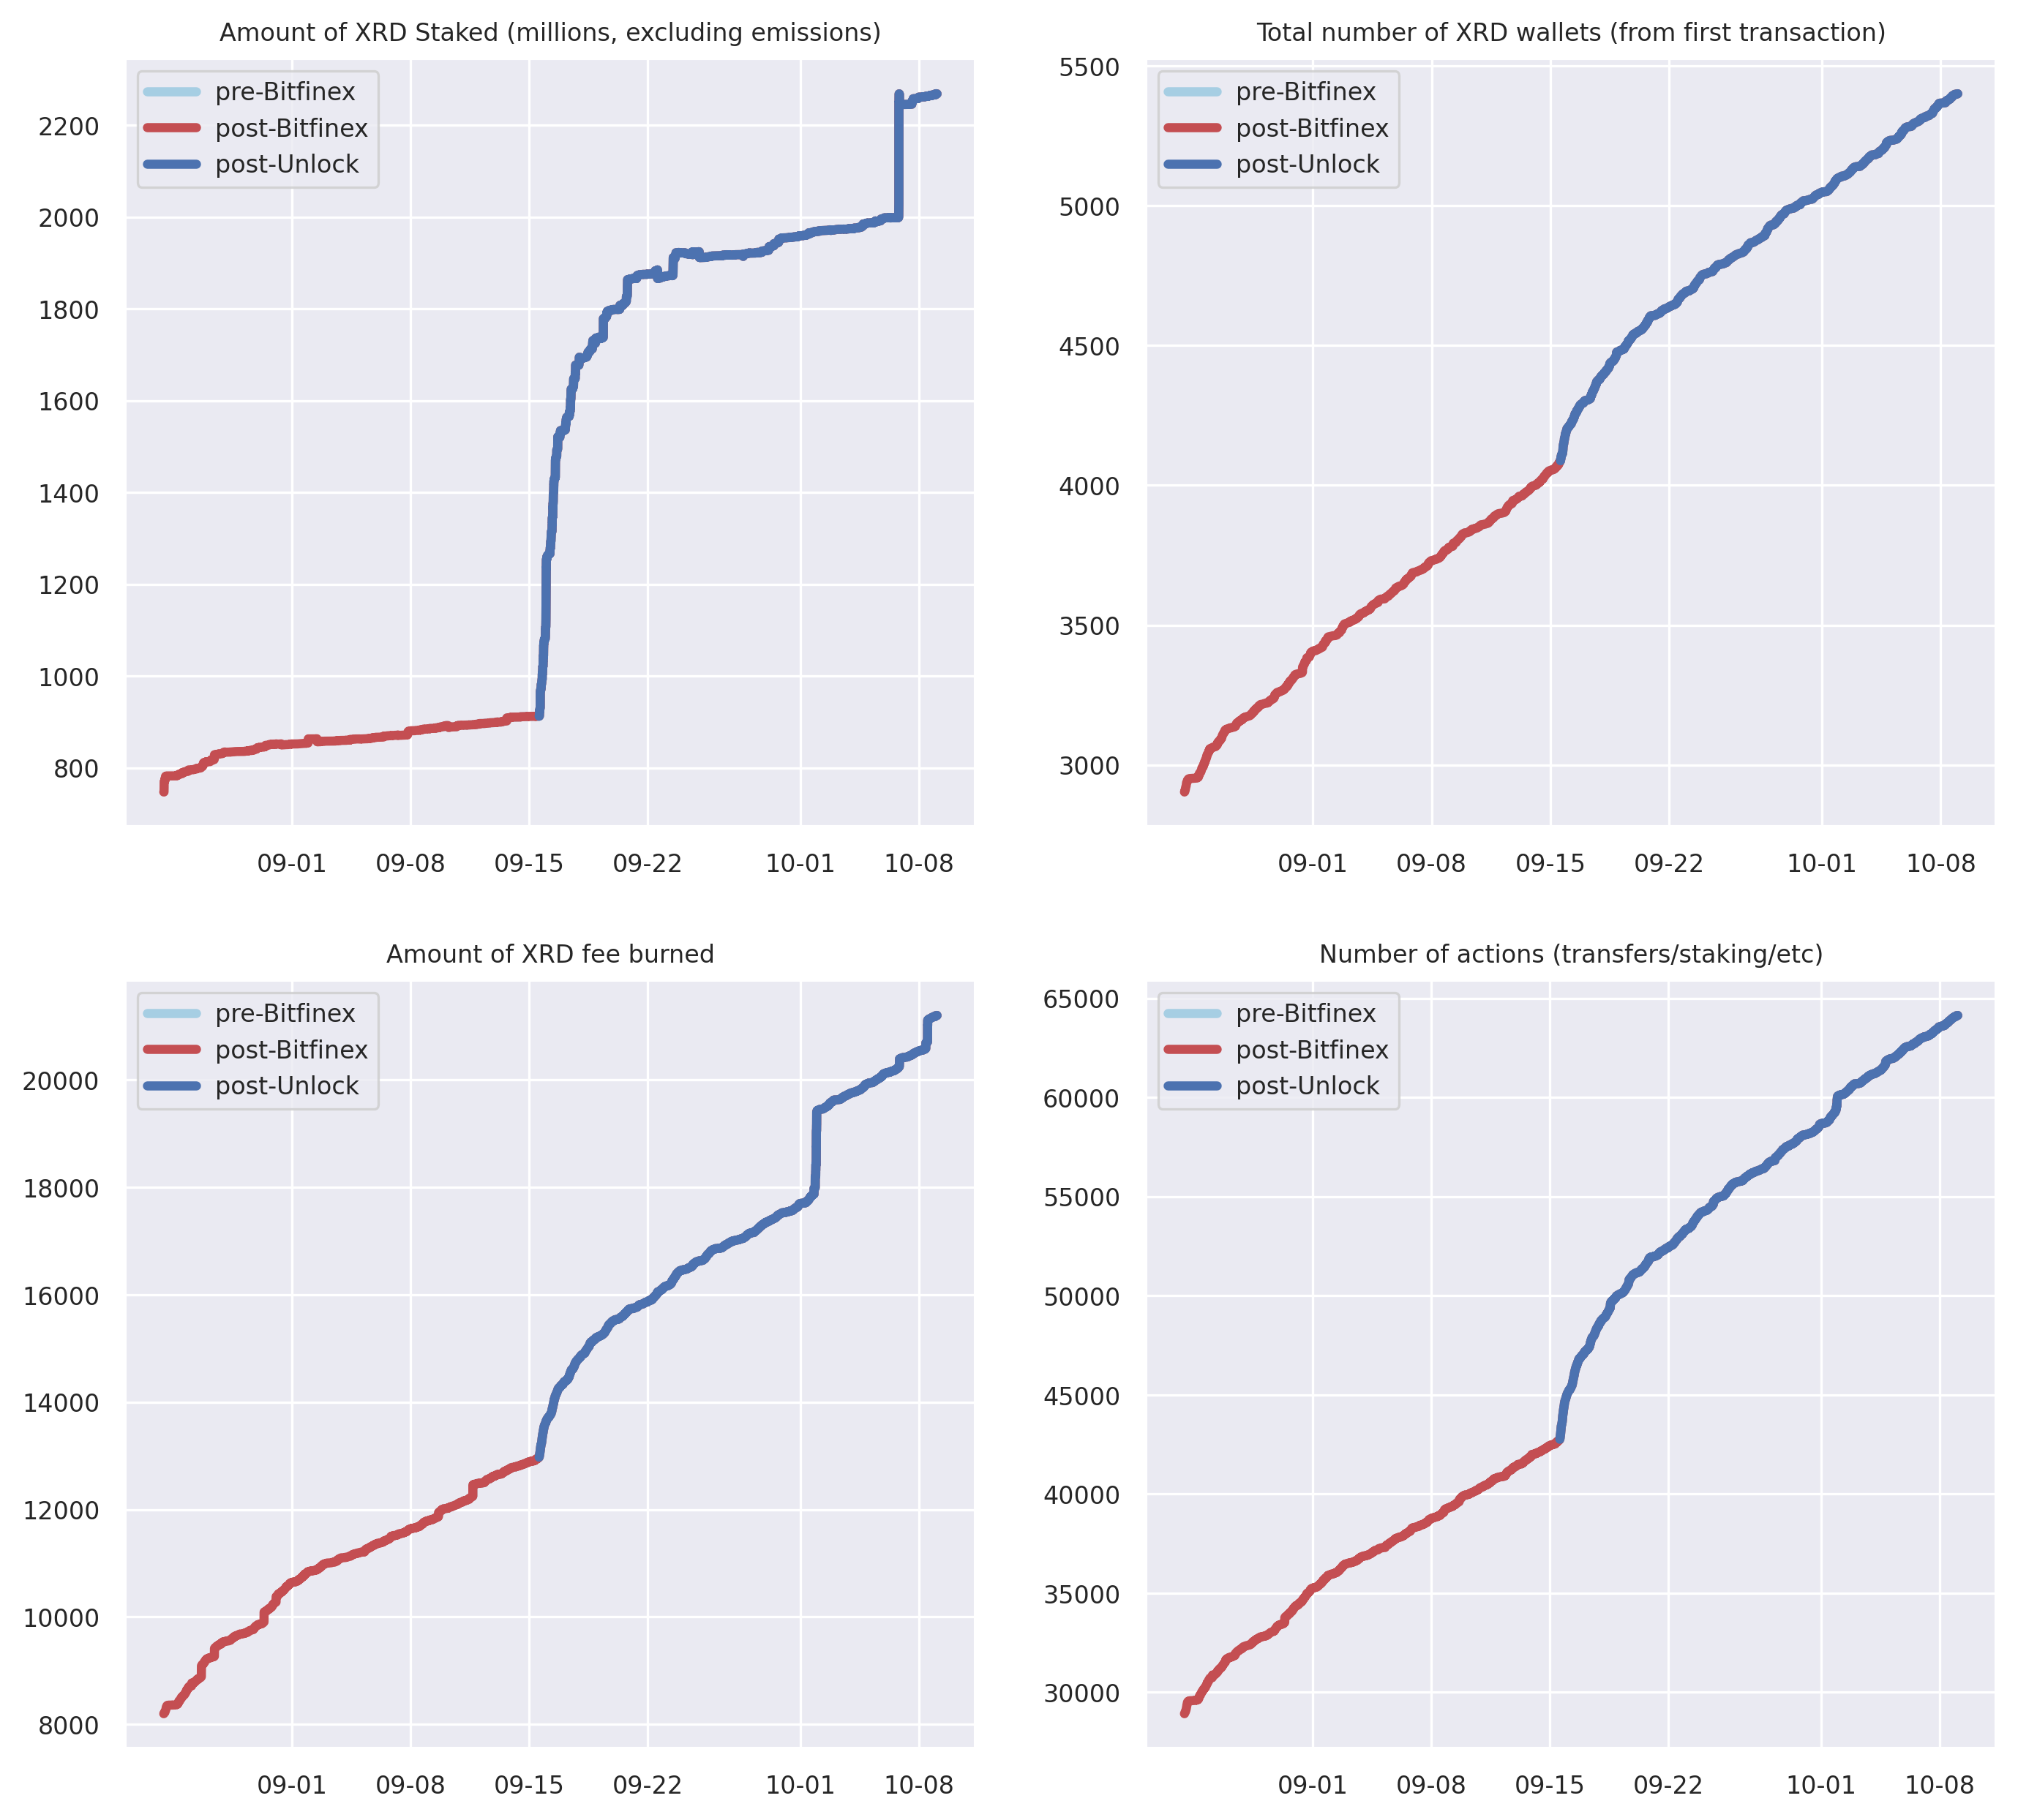 Amount of XRD Staked (millions, excluding emissions)
pre-Bitfinex
post-Bitfinex
post-Unlock
2200
2000
1800
1600
1400
1200
1000
800
09-01 09-08 09-15 09-22 10-01 10-08
Total number of XRD wallets (from first transaction)
pre-Bitfinex
post-Bitfinex
post-Unlock
5500
5000
4500
4000
3500
3000
09-01 09-08 09-15 09-22 10-01 10-08
Amount of XRD fee burned
pre-Bitfinex
post-Bitfinex
post-Unlock
20000
18000
16000
14000
12000
10000
8000
09-01 09-08 09-15 09-22 10-01 10-08
Number of actions (transfers/staking/etc)
pre-Bitfinex
post-Bitfinex
post-Unlock
65000
60000
55000
50000
45000
40000
35000
30000
09-01 09-08 09-15 09-22 10-01 10-08